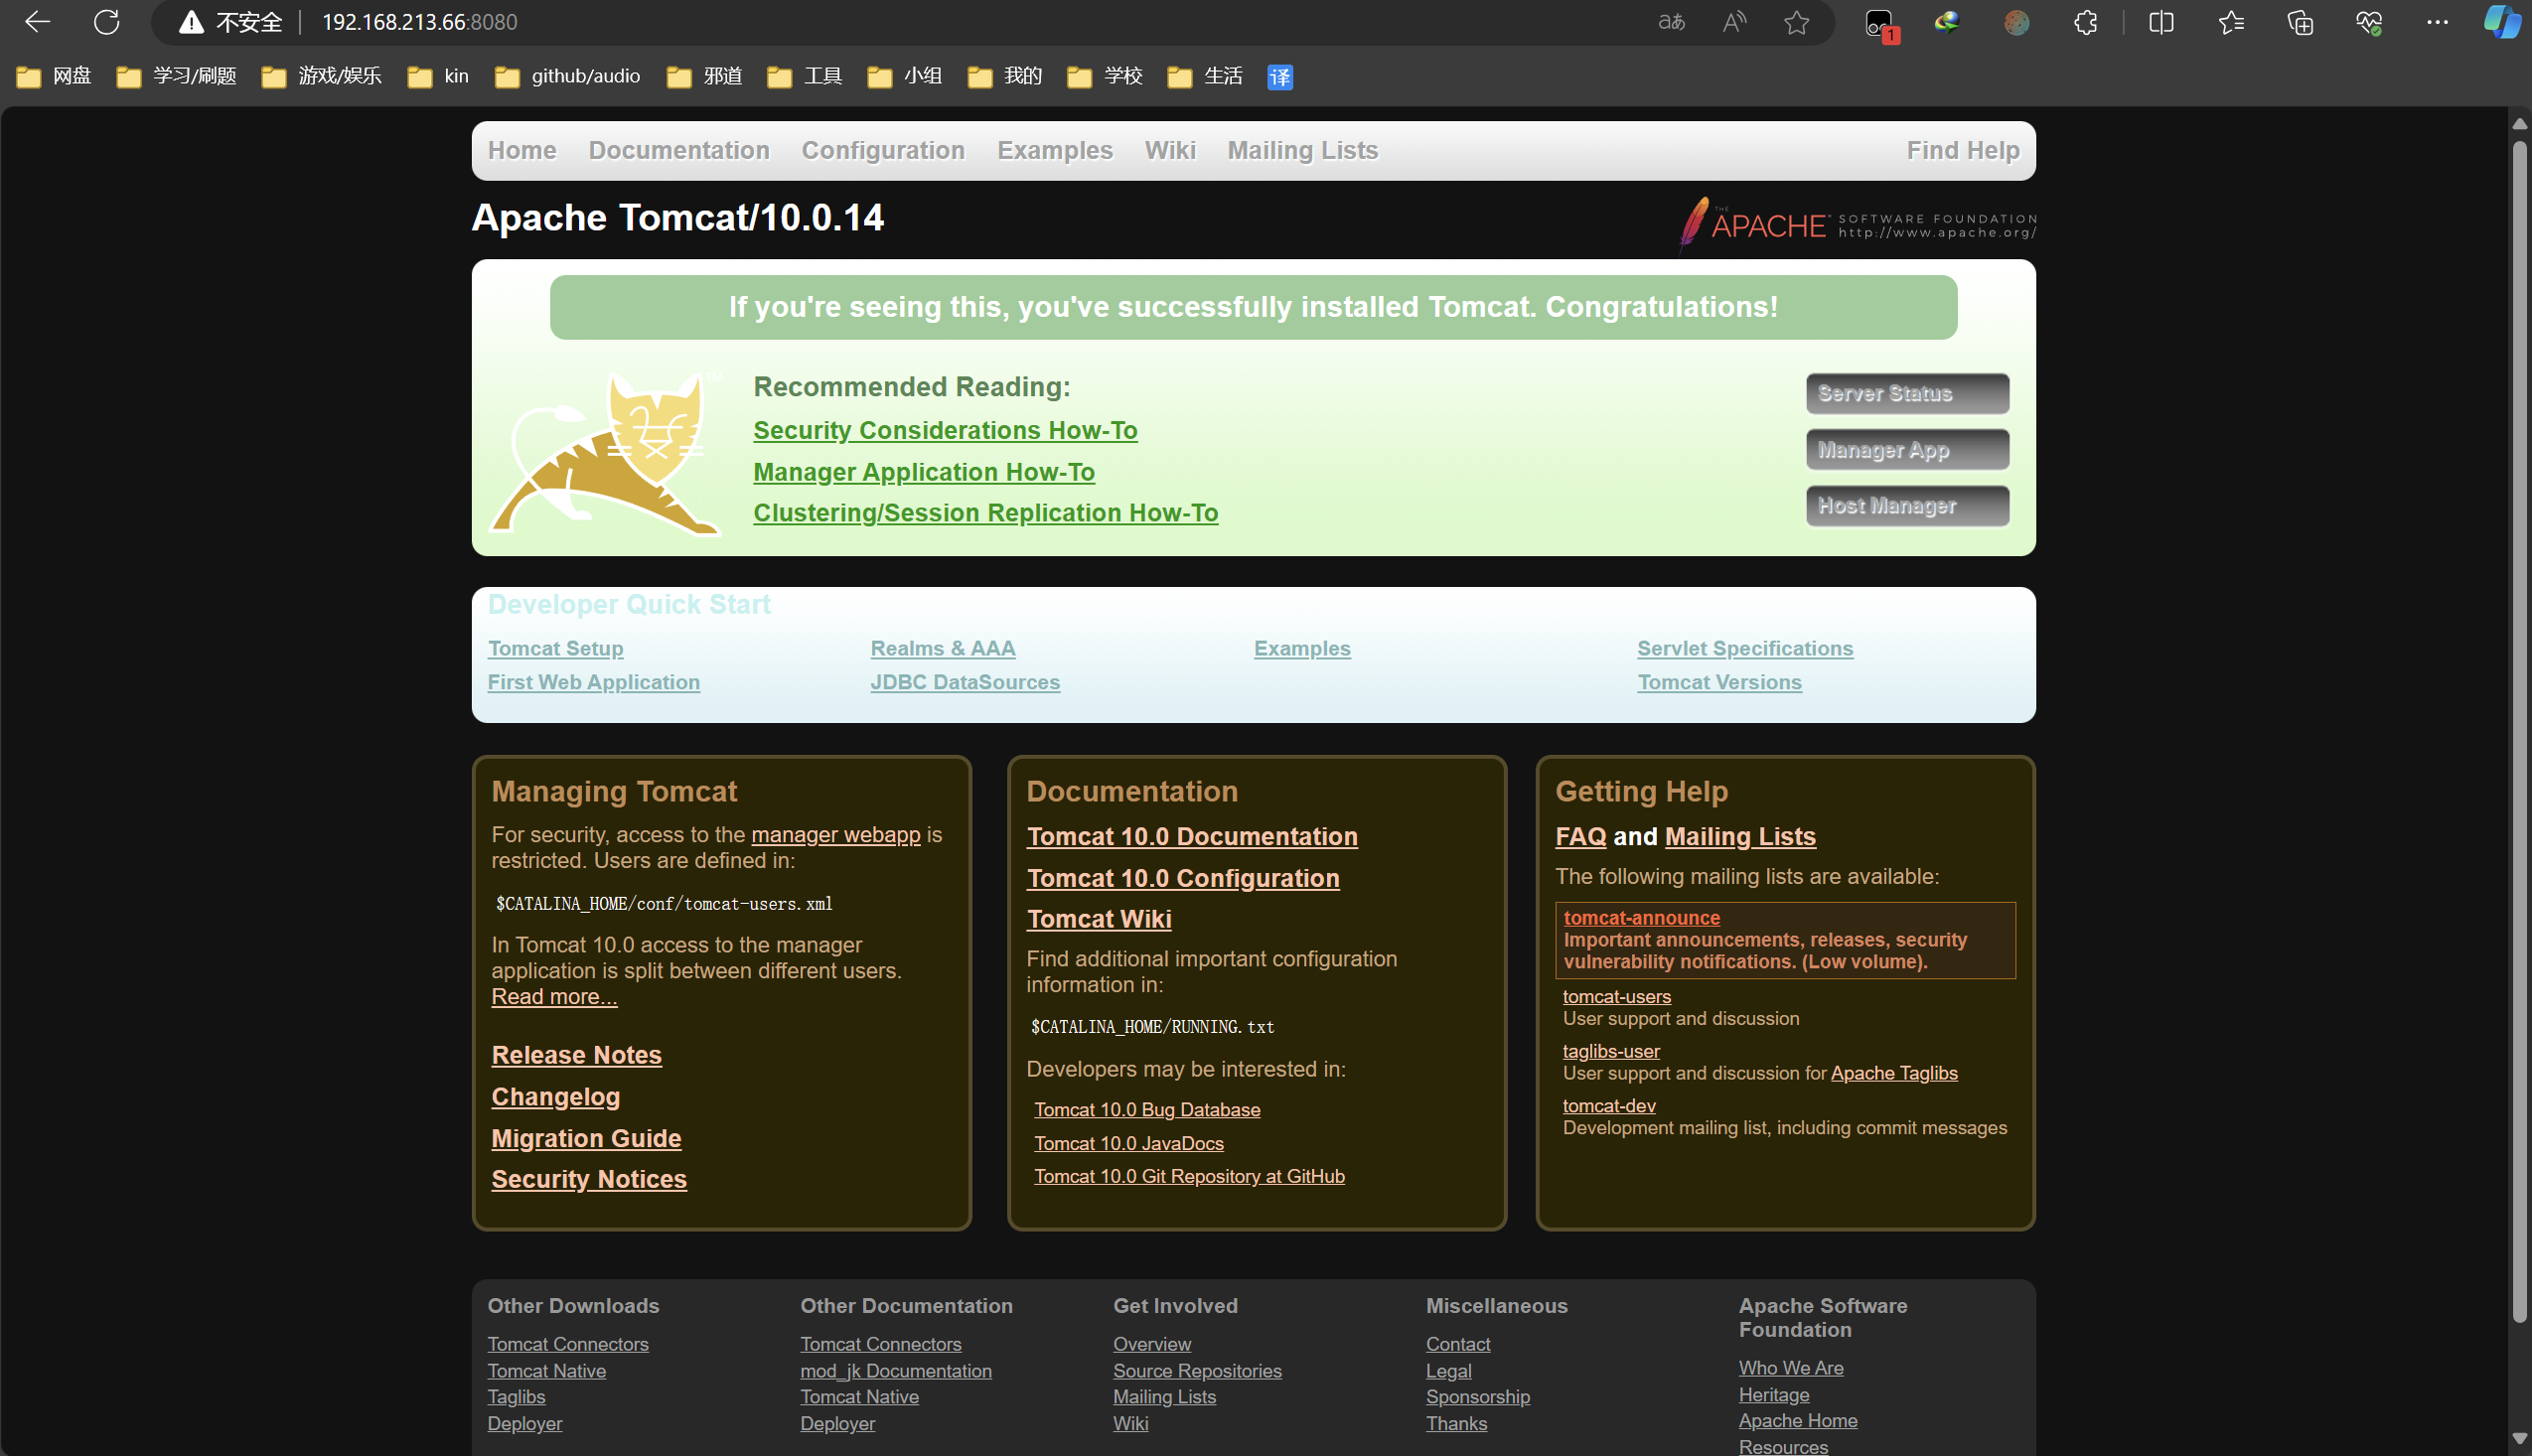 不安全 192.168.213.66:8080
网盘 学习/刷题 游戏/娱乐 kin github/audio 邪道 工具 小组 我的 学校 生活 译
Home Documentation Configuration Examples Wiki Mailing Lists Find Help
Apache Tomcat/10.0.14
THE APACHE SOFTWARE FOUNDATION
http://www.apache.org/
If you're seeing this, you've successfully installed Tomcat. Congratulations!
TM
Recommended Reading:
Security Considerations How-To
Manager Application How-To
Clustering/Session Replication How-To
Server Status
Manager App
Host Manager
Developer Quick Start
Tomcat Setup
First Web Application
Realms & AAA
JDBC DataSources
Examples
Servlet Specifications
Tomcat Versions
Managing Tomcat
For security, access to the manager webapp is
restricted. Users are defined in:
$CATALINA_HOME/conf/tomcat-users.xml
In Tomcat 10.0 access to the manager
application is split between different users.
Read more...
Release Notes
Changelog
Migration Guide
Security Notices
Documentation
Tomcat 10.0 Documentation
Tomcat 10.0 Configuration
Tomcat Wiki
Find additional important configuration
information in:
$CATALINA_HOME/RUNNING.txt
Developers may be interested in:
Tomcat 10.0 Bug Database
Tomcat 10.0 JavaDocs
Tomcat 10.0 Git Repository at GitHub
Getting Help
FAQ and Mailing Lists
The following mailing lists are available:
tomcat-announce
Important announcements, releases, security
vulnerability notifications. (Low volume).
tomcat-users
User support and discussion
taglibs-user
User support and discussion for Apache Taglibs
tomcat-dev
Development mailing list, including commit messages
Other Downloads
Tomcat Connectors
Tomcat Native
Taglibs
Deployer
Other Documentation
Tomcat Connectors
mod_jk Documentation
Tomcat Native
Deployer
Get Involved
Overview
Source Repositories
Mailing Lists
Wiki
Miscellaneous
Contact
Legal
Sponsorship
Thanks
Apache Software
Foundation
Who We Are
Heritage
Apache Home
Resources